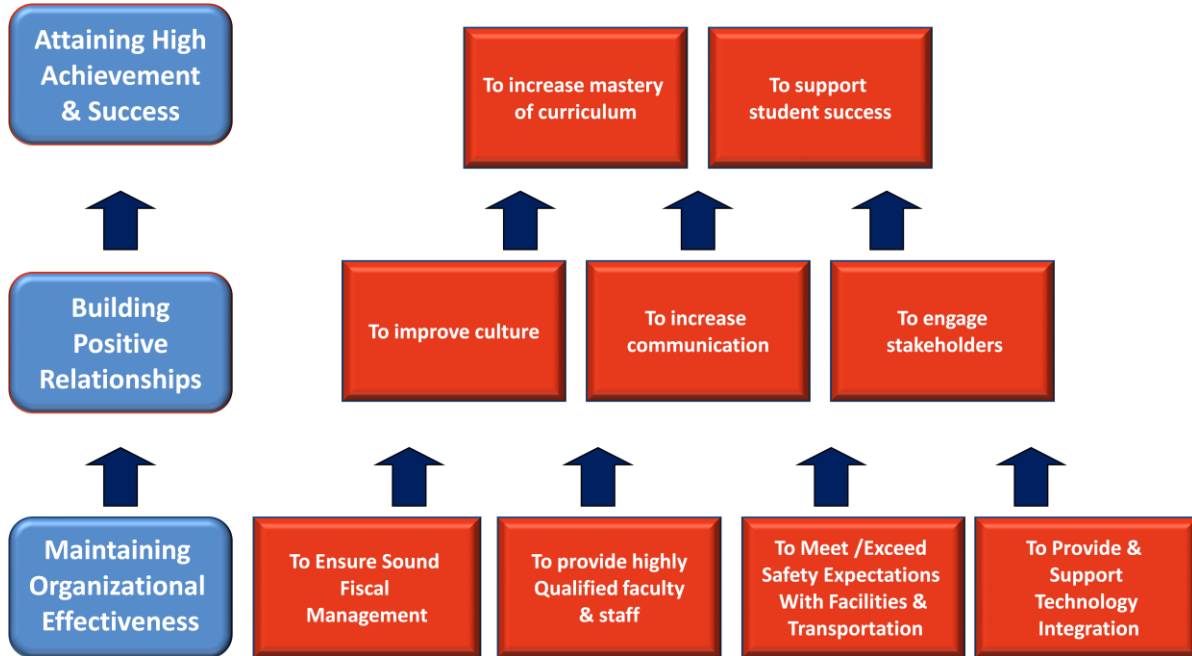 Attaining High
Achievement
& Success
To increase mastery
of curriculum
To support
student success
Building
Positive
Relationships
To improve culture
To increase
communication
To engage
stakeholders
Maintaining
Organizational
Effectiveness
To Ensure Sound
Fiscal
Management
To provide highly
Qualified faculty
& staff
To Meet /Exceed
Safety Expectations
With Facilities &
Transportation
To Provide &
Support
Technology
Integration